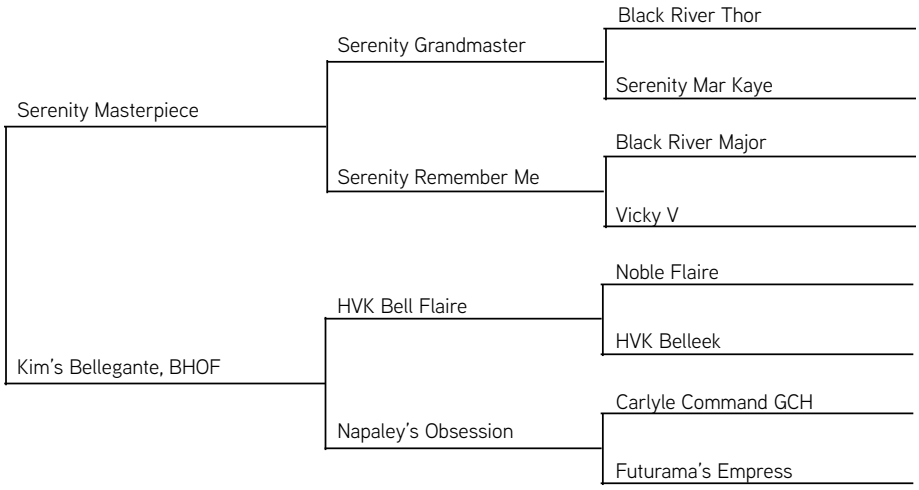 Black River Thor
Serenity Grandmaster
Serenity Mar Kaye
Serenity Masterpiece
Black River Major
Serenity Remember Me
Vicky V
Noble Flaire
HVK Bell Flaire
HVK Belleek
Kim's Bellegante, BHOF
Carlyle Command GCH
Napaley's Obsession
Futurama's Empress